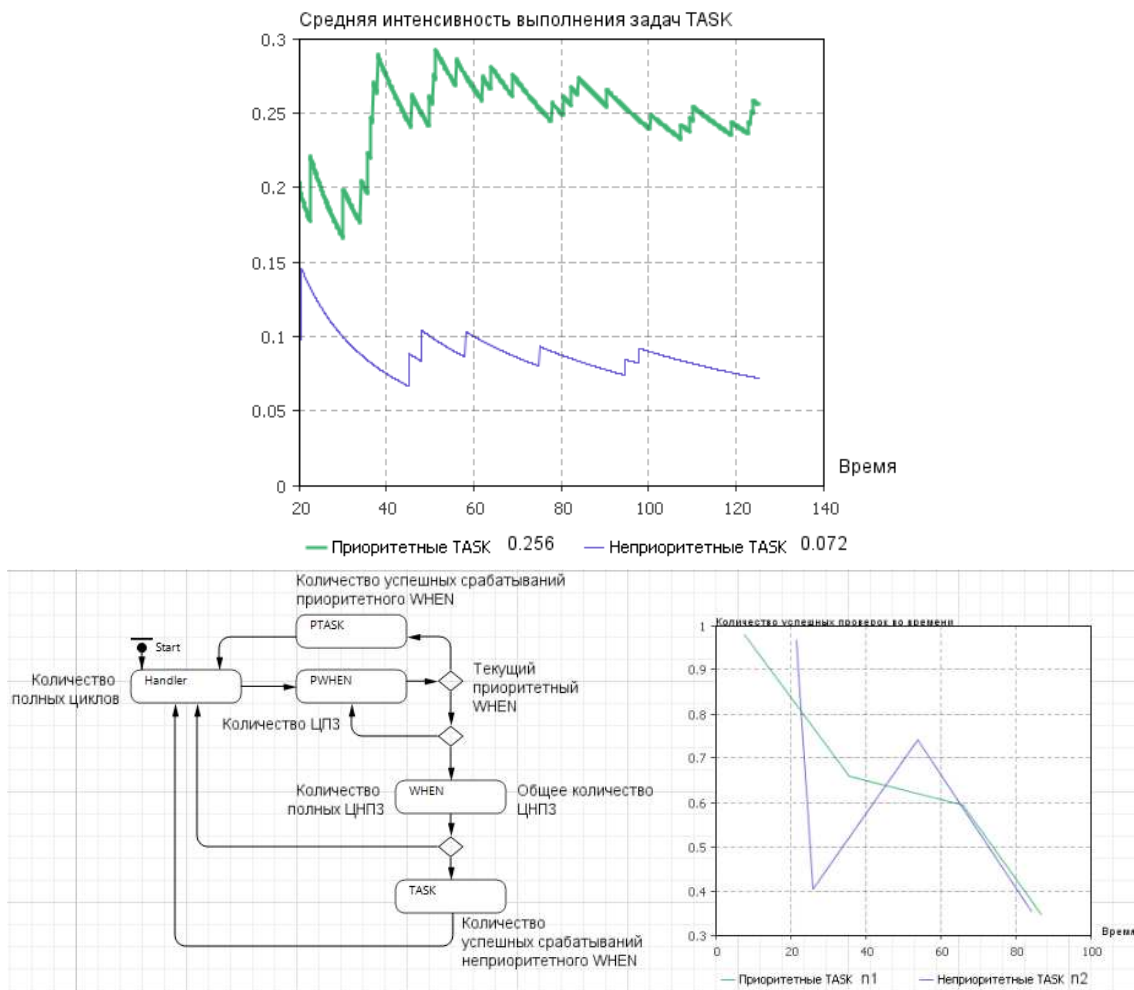 Средняя интенсивность выполнения задач TASK
0.3
0.25
0.2
0.15
0.1
0.05
0
20
40
60
80
100
120
140
Время
Приоритетные TASK 0.256
Неприоритетные TASK 0.072
Количество успешных срабатываний
приоритетного WHEN
PTASK
Start
Handler
PWHEN
Количество
полных циклов
Текущий
приоритетный
WHEN
Количество ЦПЗ
WHEN
Количество
полных ЦНПЗ
Общее количество
ЦНПЗ
TASK
Количество
успешных срабатываний
неприоритетного WHEN
Количество успешных проверок во времени
1
0.9
0.8
0.7
0.6
0.5
0.4
0.3
0
20
40
60
80
100
Время
Приоритетные TASK n1
Неприоритетные TASK n2